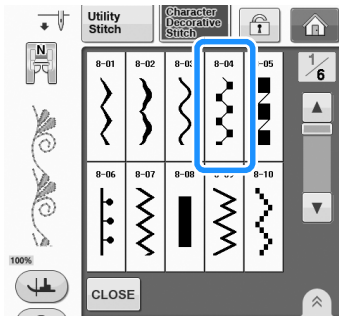 Utility
Stitch
Character
Decorative
Stitch
N
8-01 8-02 8-03 8-04 -05
1/6
8-06 8-07 8-08 8-10
100%
CLOSE